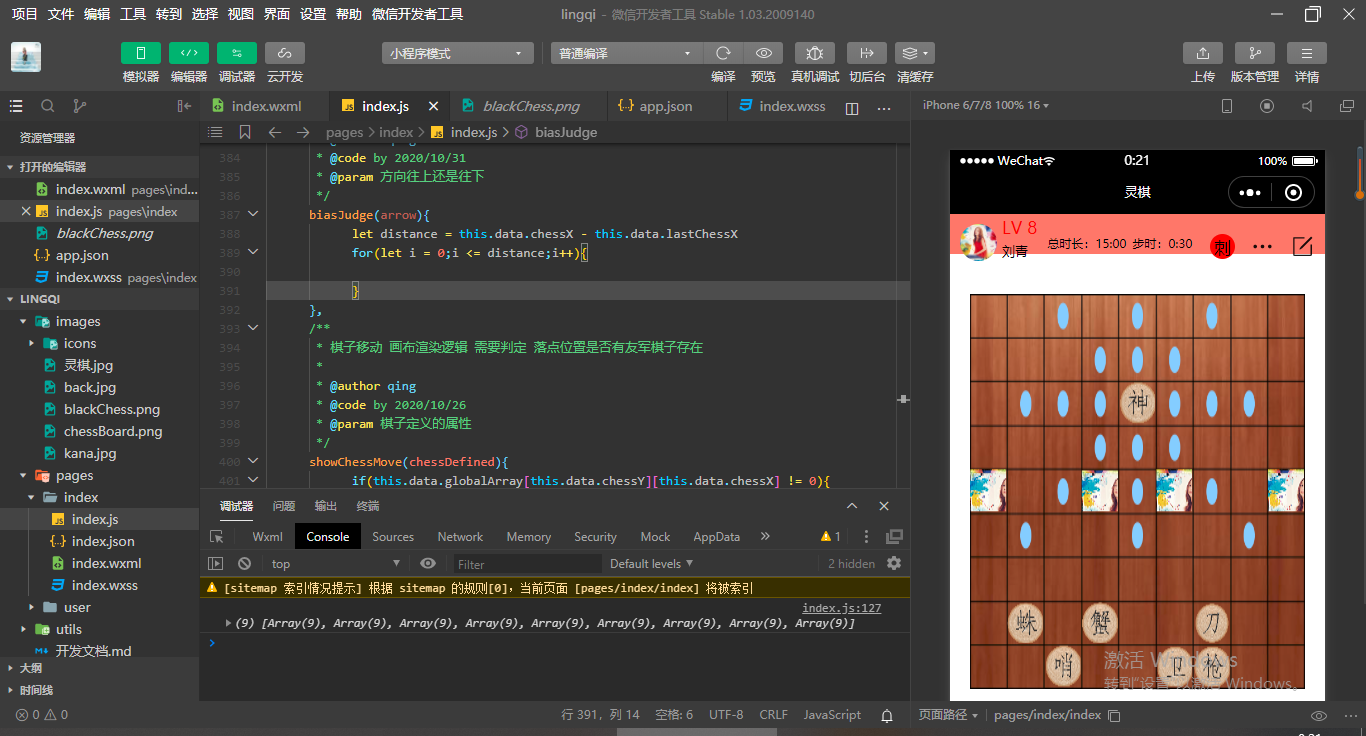 项目 文件 编辑 工具 转到 选择 视图 界面 设置 帮助 微信开发者工具 lingqi - 微信开发者工具 Stable 1.03.2009140
小程序模式 普通编译
模拟器 编辑器 调试器 云开发 编译 预览 真机调试 切后台 清缓存 上传 版本管理 详情
index.wxml index.js blackChess.png app.json index.wxss
iPhone 6/7/8 100% 16
资源管理器
打开的编辑器
index.wxml pages\ind...
index.js pages\index
blackChess.png
app.json
index.wxss pages\index
LINGQI
images
icons
灵棋.jpg
back.jpg
blackChess.png
chessBoard.png
kana.jpg
pages
index
index.js
index.json
index.wxml
index.wxss
user
utils
开发文档.md
大纲
时间线
0 0
pages > index > index.js > biasJudge
384 * @code by 2020/10/31
385 * @param 方向往上还是往下
386 */
387 biasJudge(arrow){
388 let distance = this.data.chessX - this.data.lastChessX
389 for(let i = 0;i <= distance;i++){
390
391 }
392 },
393 /**
394 * 棋子移动 画布渲染逻辑 需要判定 落点位置是否有友军棋子存在
395 *
396 * @author qing
397 * @code by 2020/10/26
398 * @param 棋子定义的属性
399 */
400 showChessMove(chessDefined){
401 if(this.data.globalArray[this.data.chessY][this.data.chessX] != 0){
调试器 问题 输出 终端
Wxml Console Sources Network Memory Security Mock AppData » 1
top Filter Default levels 2 hidden
[sitemap 索引情况提示] 根据 sitemap 的规则[0]，当前页面 [pages/index/index] 将被索引
index.js:127
(9) [Array(9), Array(9), Array(9), Array(9), Array(9), Array(9), Array(9), Array(9), Array(9)]
行 391，列 14 空格: 6 UTF-8 CRLF JavaScript
WeChat 0:21 100%
灵棋
LV 8
刘青
总时长：15:00 步时：0:30
刺
神
蛛 蟹 刀
哨 卫 枪
激活 Windows
转到"设置"以激活 Windows。
页面路径 pages/index/index